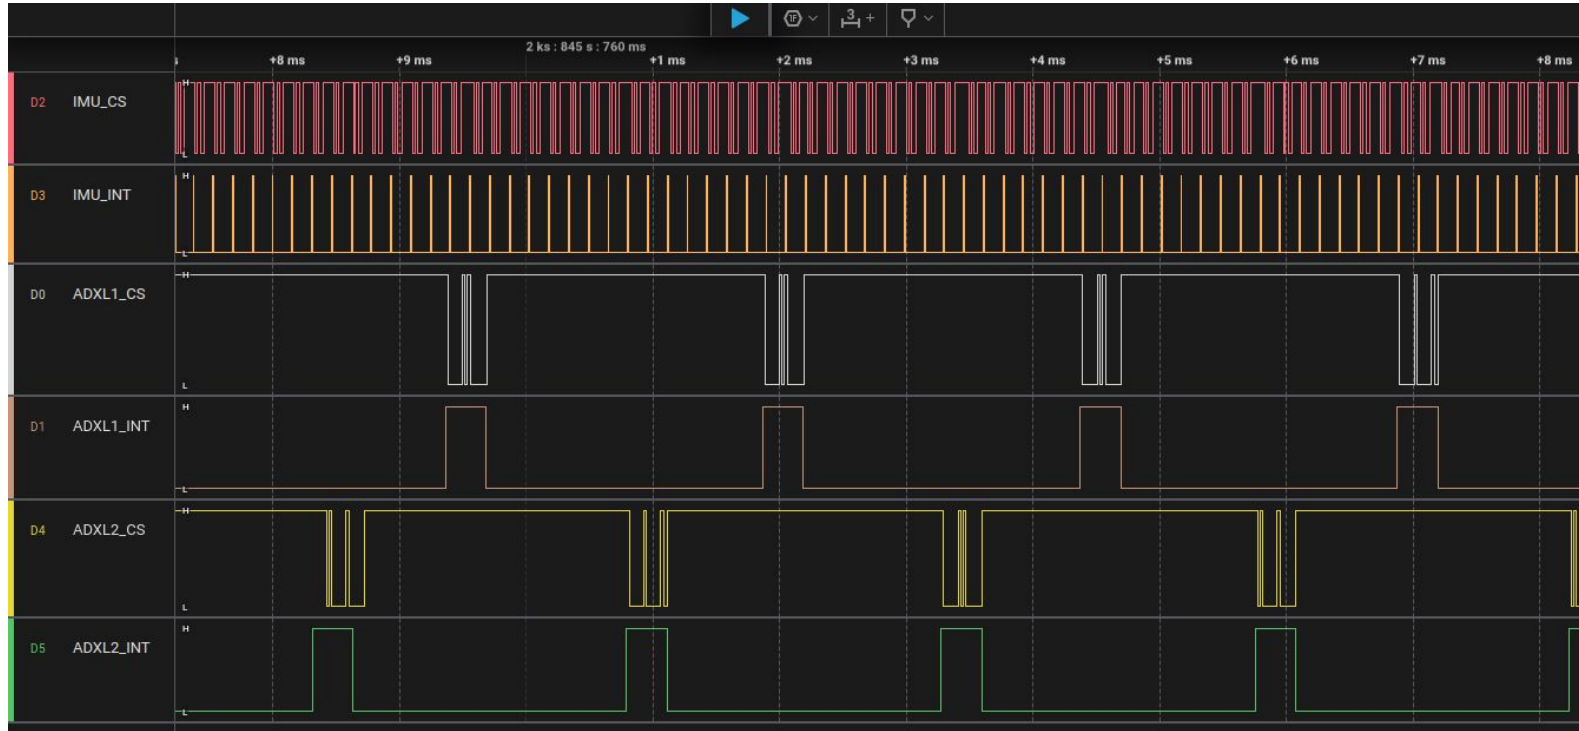 3 +
2 ks : 845 s : 760 ms
s +8 ms +9 ms +1 ms +2 ms +3 ms +4 ms +5 ms +6 ms +7 ms +8 ms
H
D2 IMU_CS
L
H
D3 IMU_INT
L
H
D0 ADXL1_CS
L
H
D1 ADXL1_INT
L
H
D4 ADXL2_CS
L
H
D5 ADXL2_INT
L